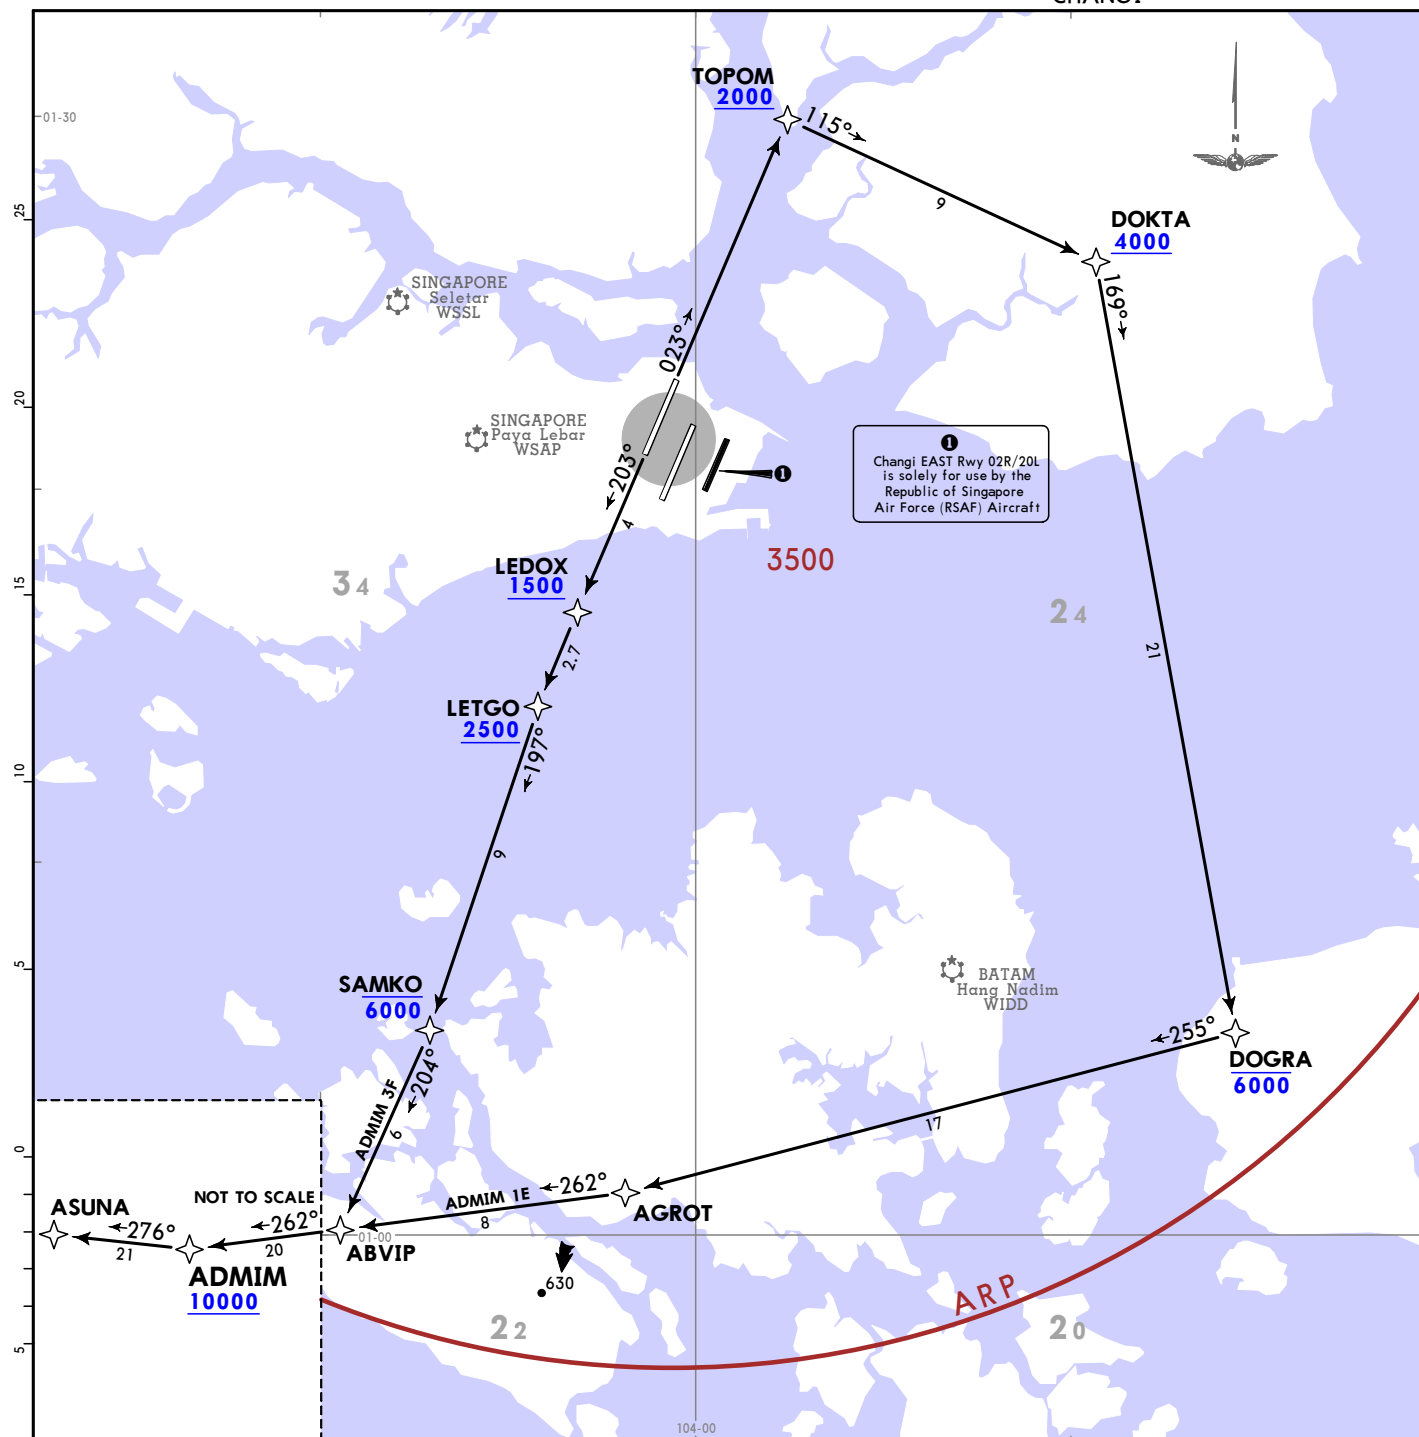 TOPOM
2000
01-30
115°
N
25
9
DOKTA
4000
SINGAPORE
Seletar
WSSL
169°
023°
20
SINGAPORE
Paya Lebar
WSAP
203°
1
1
Changi EAST Rwy 02R/20L
is solely for use by the
Republic of Singapore
Air Force (RSAF) Aircraft
4
3500
LEDOX
1500
34
15
24
2.7
21
LETGO
2500
197°
10
9
5
BATAM
Hang Nadim
WIDD
SAMKO
6000
255°
DOGRA
6000
204°
ADMIM 3F
6
17
0
262°
ADMIM 1E
8
AGROT
NOT TO SCALE
ASUNA
276°
21
262°
20
01-00
ABVIP
ADMIM
10000
630
ARP
22
20
5
104-00